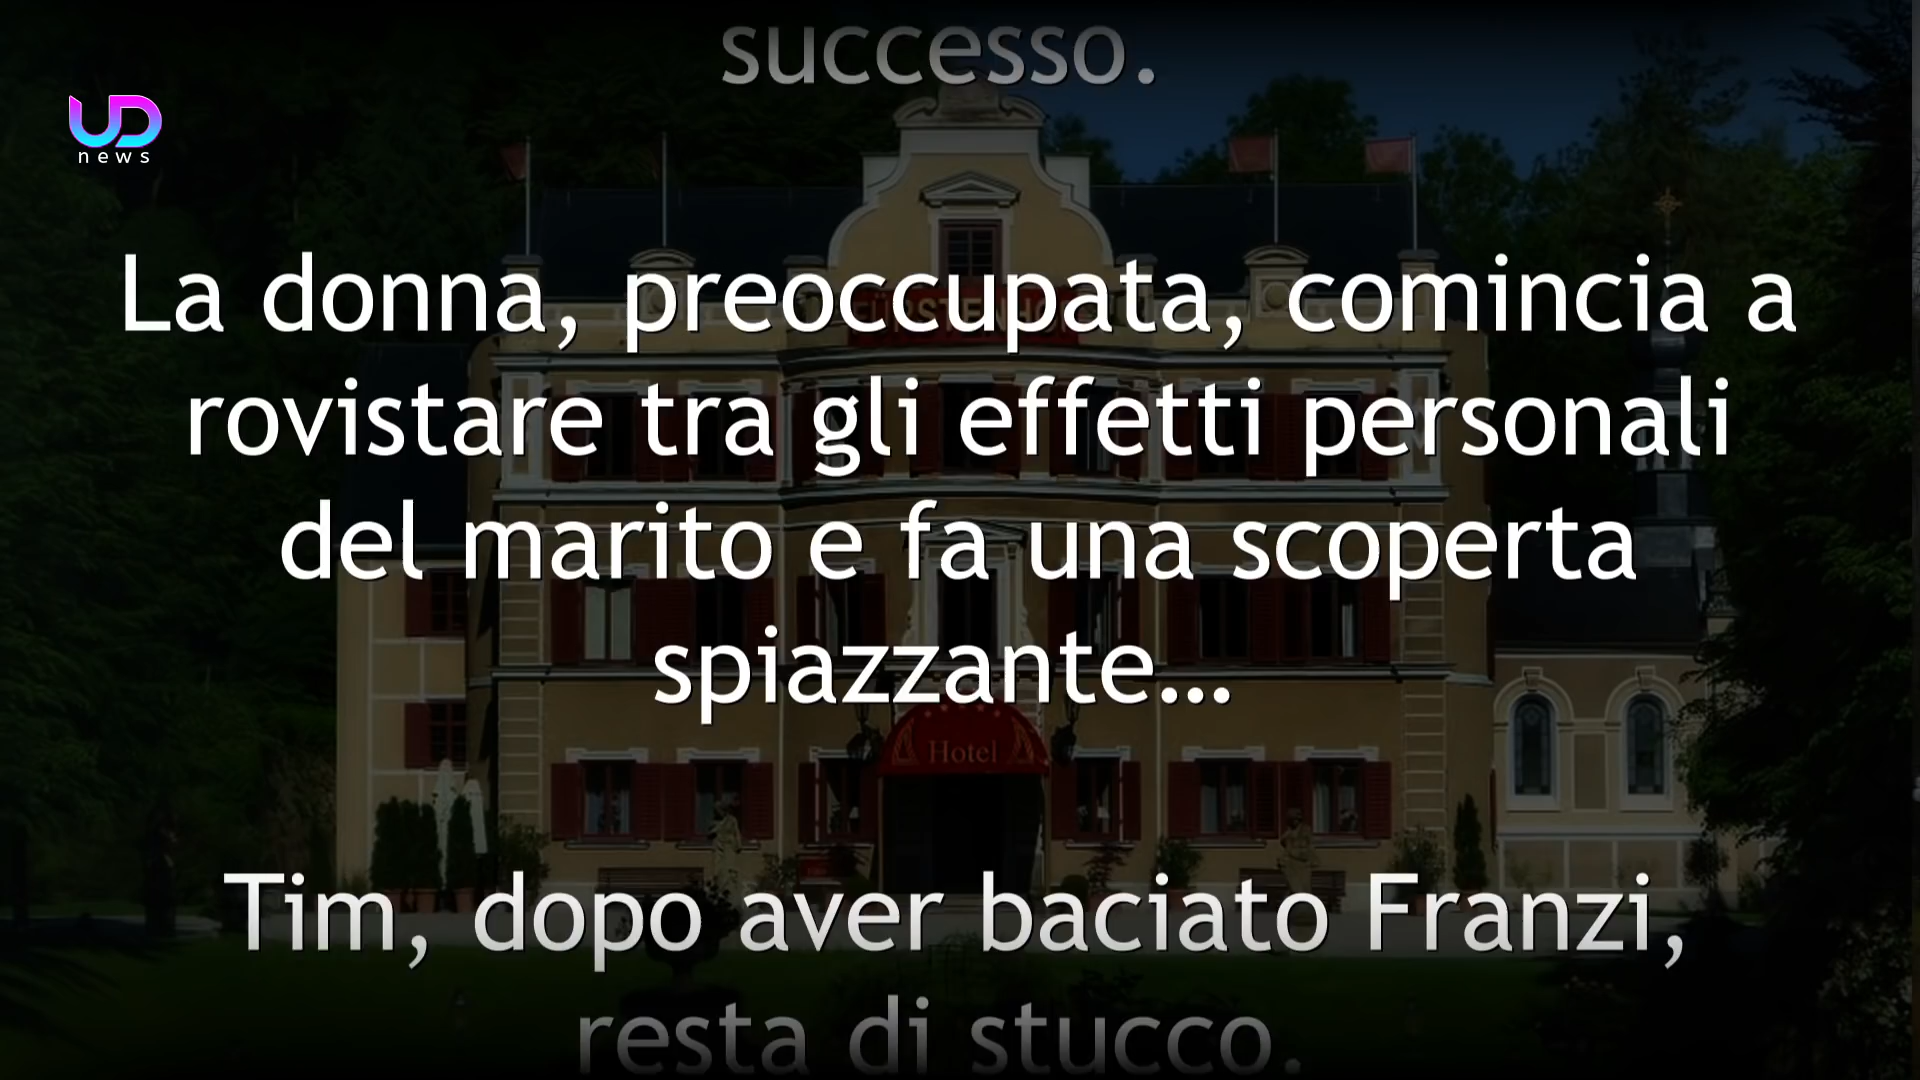 successo.
UD
news
La donna, preoccupata, comincia a
rovistare tra gli effetti personali
del marito e fa una scoperta
spiazzante...
FÜRSTENHOF
Hotel
Tim, dopo aver baciato Franzi,
resta di stucco.